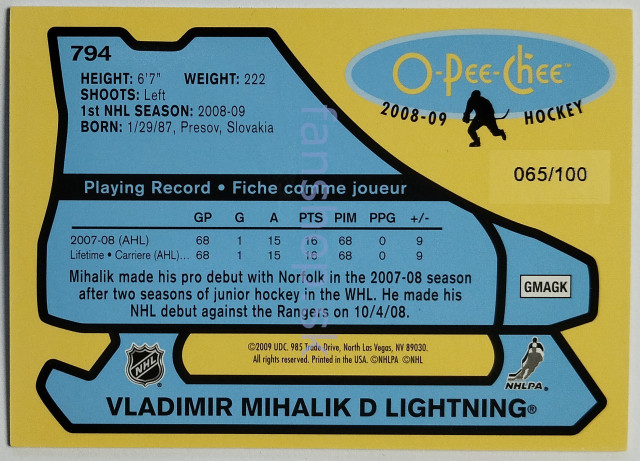 794
HEIGHT: 6'7" WEIGHT: 222
SHOOTS: Left
1st NHL SEASON: 2008-09
BORN: 1/29/87, Presov, Slovakia
O-Pee-Chee™
2008-09 HOCKEY
065/100
Playing Record • Fiche comme joueur
GP G A PTS PIM PPG +/-
2007-08 (AHL) 68 1 15 16 68 0 9
Lifetime • Carriere (AHL)... 68 1 15 16 68 0 9
Mihalik made his pro debut with Norfolk in the 2007-08 season
after two seasons of junior hockey in the WHL. He made his
NHL debut against the Rangers on 10/4/08.
GMAGK
©2009 UDC. 985 Trade Drive, North Las Vegas, NV 89030.
All rights reserved. Printed in the USA. ©NHLPA ©NHL
NHL
NHLPA.
VLADIMIR MIHALIK D LIGHTNING®